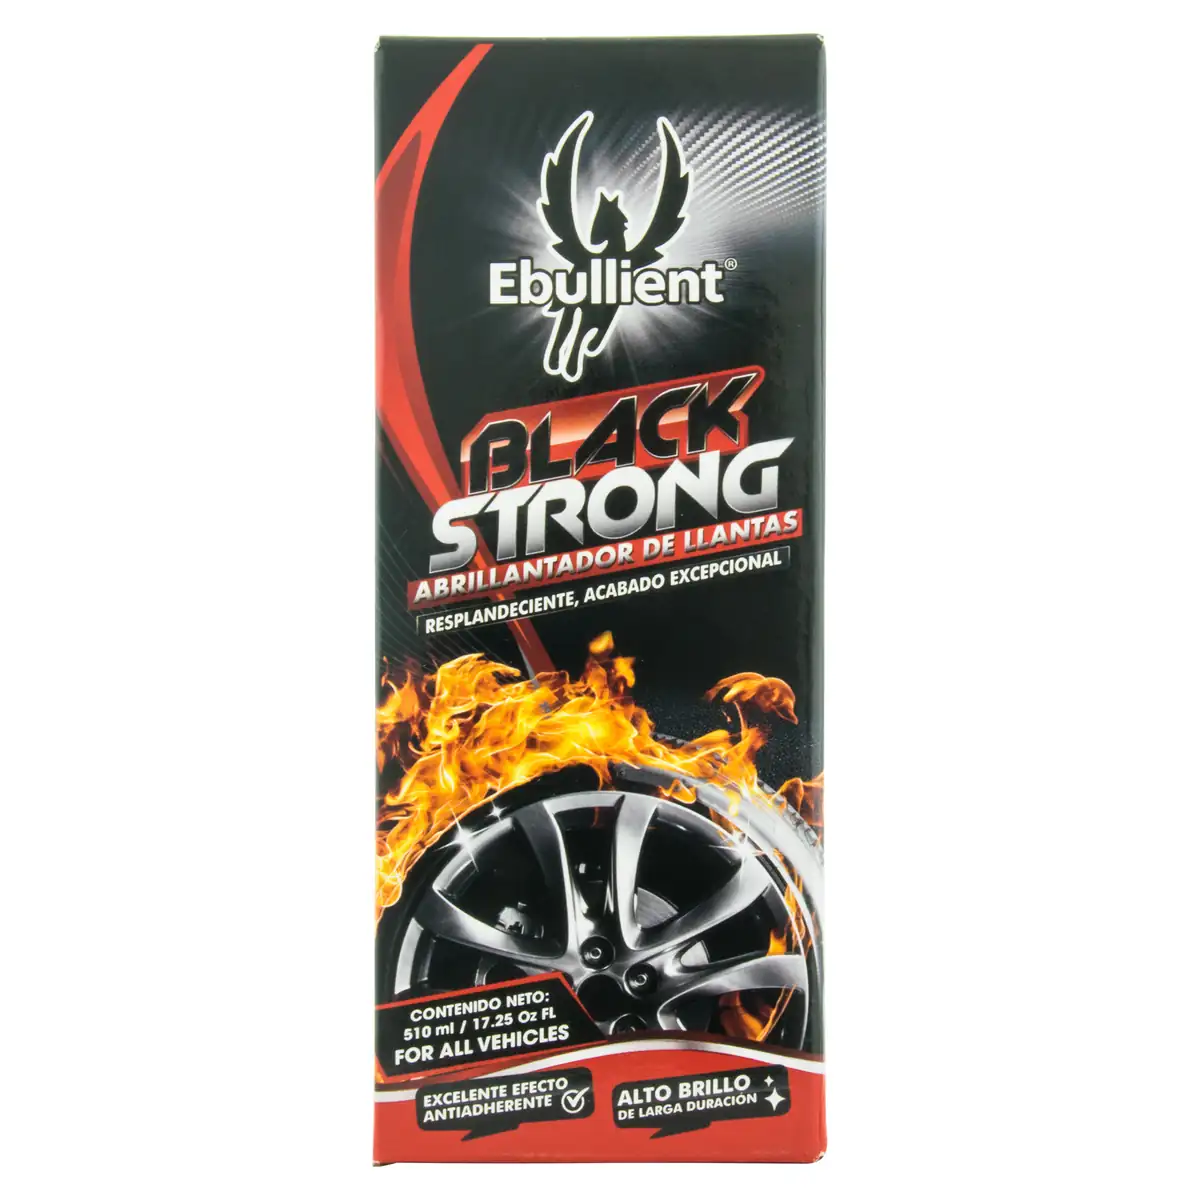 Ebullient®
BLACK
STRONG
ABRILLANTADOR DE LLANTAS
RESPLANDECIENTE, ACABADO EXCEPCIONAL
CONTENIDO NETO:
510 ml / 17.25 Oz FL
FOR ALL VEHICLES
EXCELENTE EFECTO
ANTIADHERENTE
ALTO BRILLO
DE LARGA DURACIÓN